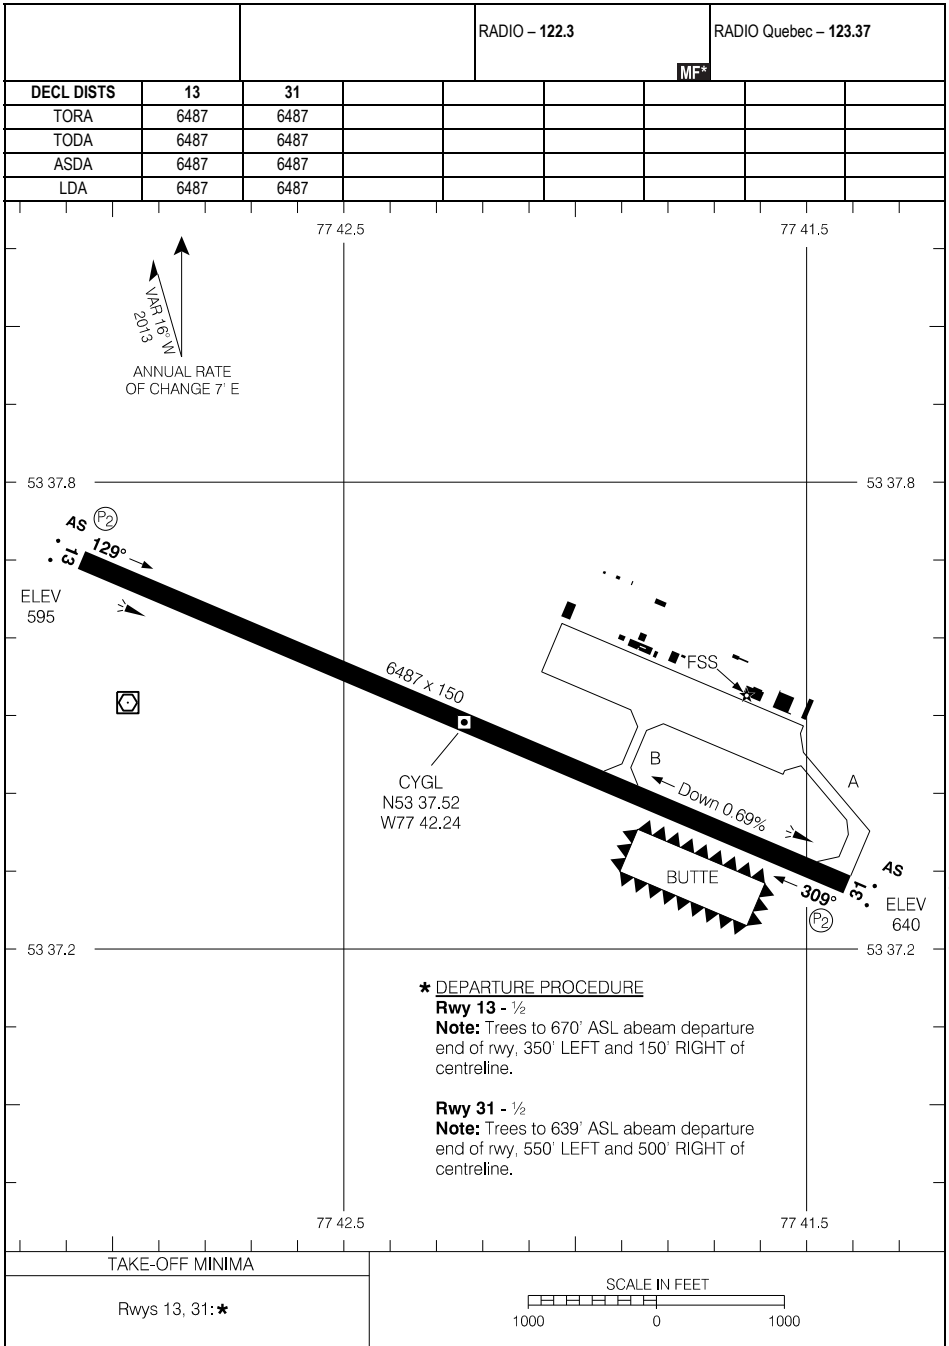 RADIO – 122.3
RADIO Quebec – 123.37
MF*
DECL DISTS 13 31
TORA 6487 6487
TODA 6487 6487
ASDA 6487 6487
LDA 6487 6487
77 42.5 77 41.5
VAR 16° W
2013
ANNUAL RATE
OF CHANGE 7' E
53 37.8 53 37.8
AS P2
13 129°
ELEV
595
6487 x 150
FSS
CYGL
N53 37.52
W77 42.24
B
A
Down 0.69%
BUTTE
309° 31 AS
P2
ELEV
640
53 37.2 53 37.2
* DEPARTURE PROCEDURE
Rwy 13 - ½
Note: Trees to 670' ASL abeam departure
end of rwy, 350' LEFT and 150' RIGHT of
centreline.
Rwy 31 - ½
Note: Trees to 639' ASL abeam departure
end of rwy, 550' LEFT and 500' RIGHT of
centreline.
77 42.5 77 41.5
TAKE-OFF MINIMA
Rwys 13, 31:*
SCALE IN FEET
1000 0 1000